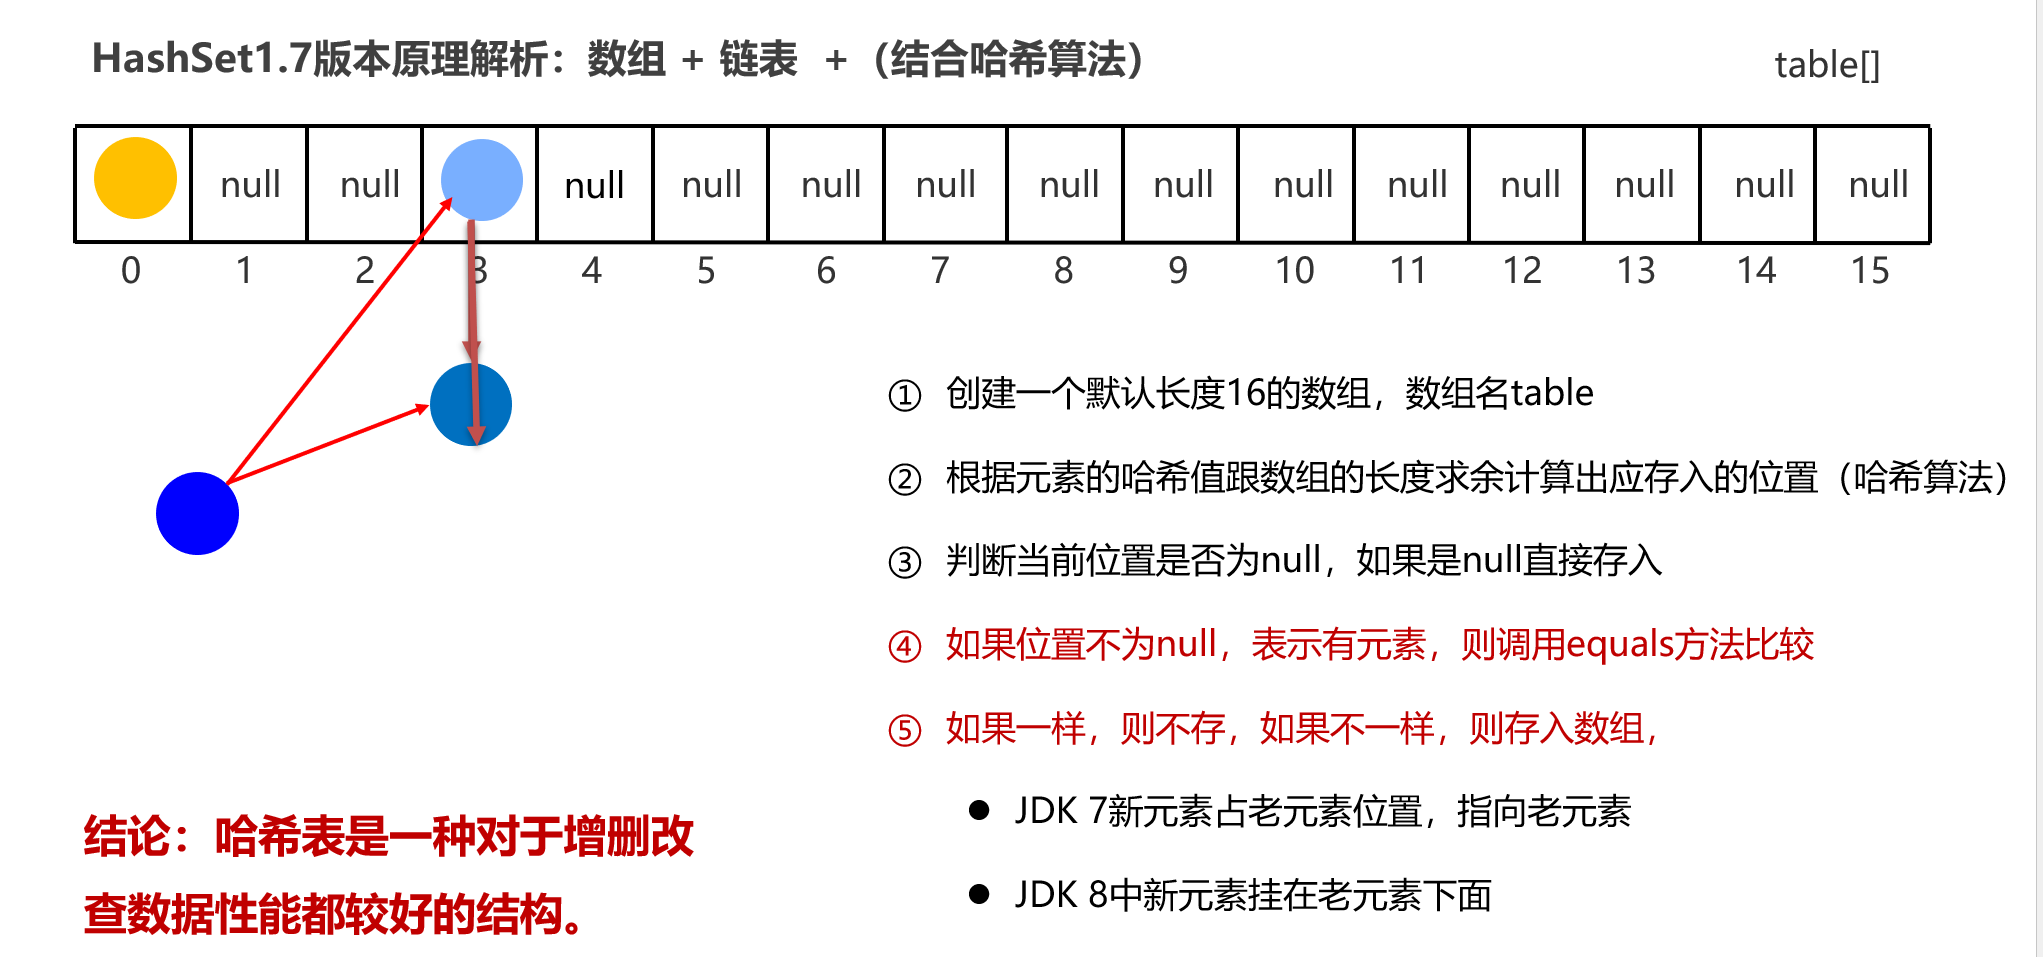 HashSet1.7版本原理解析：数组 + 链表 +（结合哈希算法）
table[]
null null null null null null null null null null null null null null
0 1 2 3 4 5 6 7 8 9 10 11 12 13 14 15
① 创建一个默认长度16的数组，数组名table
② 根据元素的哈希值跟数组的长度求余计算出应存入的位置（哈希算法）
③ 判断当前位置是否为null，如果是null直接存入
④ 如果位置不为null，表示有元素，则调用equals方法比较
⑤ 如果一样，则不存，如果不一样，则存入数组，
● JDK 7新元素占老元素位置，指向老元素
● JDK 8中新元素挂在老元素下面
结论：哈希表是一种对于增删改
查数据性能都较好的结构。